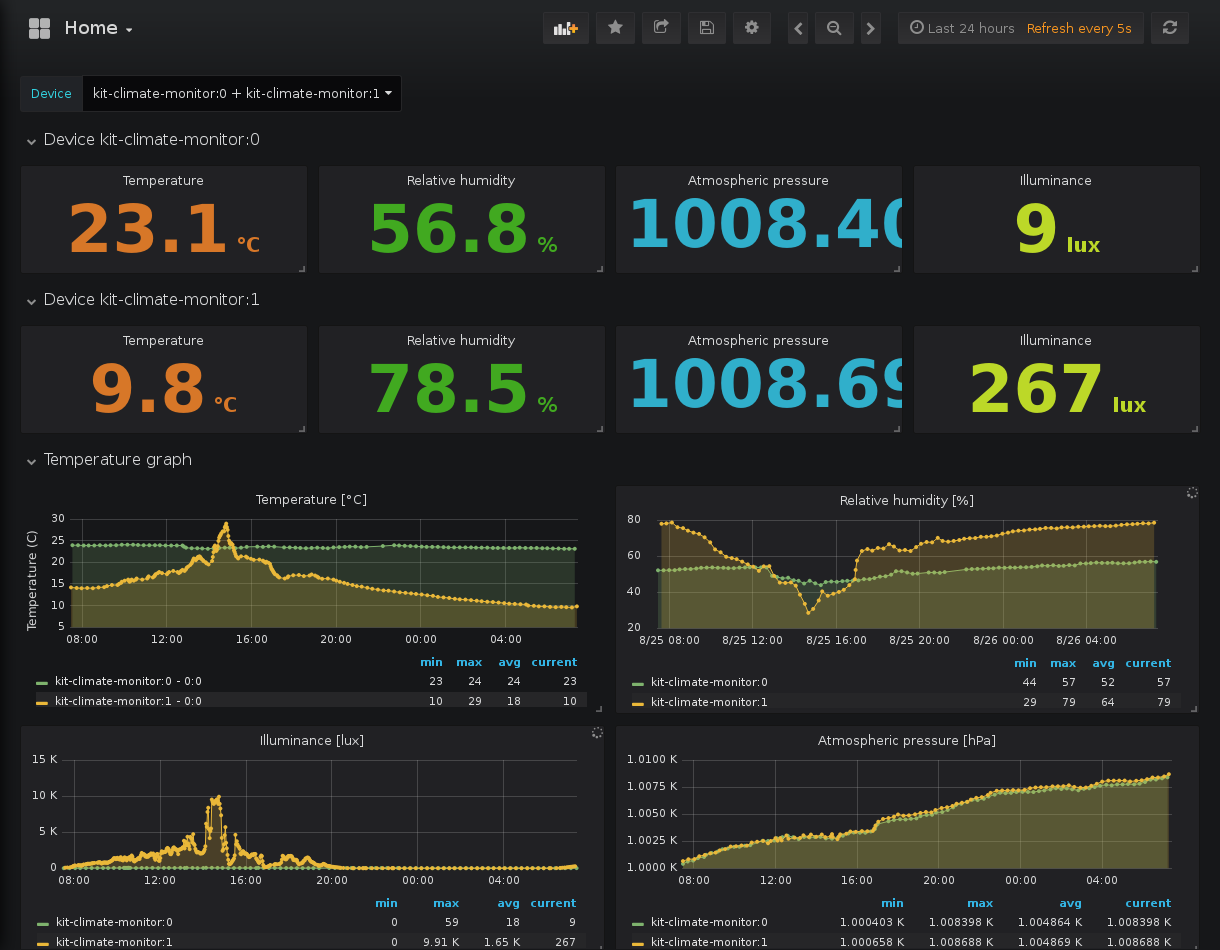 Home
Last 24 hours Refresh every 5s
Device kit-climate-monitor:0 + kit-climate-monitor:1
Device kit-climate-monitor:0
Temperature Relative humidity Atmospheric pressure Illuminance
23.1 °C 56.8 % 1008.40 9 lux
Device kit-climate-monitor:1
Temperature Relative humidity Atmospheric pressure Illuminance
9.8 °C 78.5 % 1008.69 267 lux
Temperature graph
Temperature [°C]
Temperature (C)
30
25
20
15
10
5
08:00 12:00 16:00 20:00 00:00 04:00
min max avg current
kit-climate-monitor:0 - 0:0 23 24 24 23
kit-climate-monitor:1 - 0:0 10 29 18 10
Relative humidity [%]
80
60
40
20
8/25 08:00 8/25 12:00 8/25 16:00 8/25 20:00 8/26 00:00 8/26 04:00
min max avg current
kit-climate-monitor:0 44 57 52 57
kit-climate-monitor:1 29 79 64 79
Illuminance [lux]
15 K
10 K
5 K
0
08:00 12:00 16:00 20:00 00:00 04:00
min max avg current
kit-climate-monitor:0 0 59 18 9
kit-climate-monitor:1 0 9.91 K 1.65 K 267
Atmospheric pressure [hPa]
1.0100 K
1.0075 K
1.0050 K
1.0025 K
1.0000 K
08:00 12:00 16:00 20:00 00:00 04:00
min max avg current
kit-climate-monitor:0 1.000403 K 1.008398 K 1.004864 K 1.008398 K
kit-climate-monitor:1 1.000658 K 1.008688 K 1.004869 K 1.008688 K